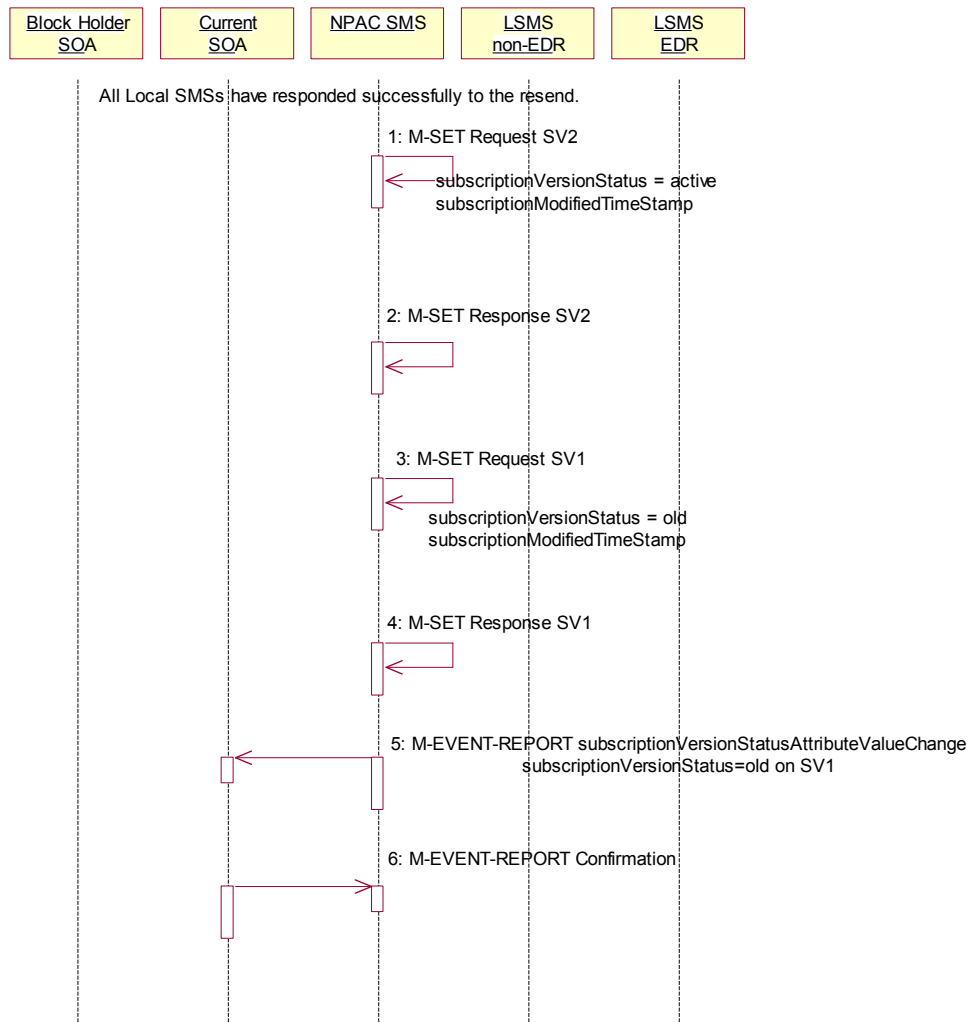 Block Holder
SOA
Current
SOA
NPAC SMS
LSMS
non-EDR
LSMS
EDR
All Local SMSs have responded successfully to the resend.
1: M-SET Request SV2
subscriptionVersionStatus = active
subscriptionModifiedTimeStamp
2: M-SET Response SV2
3: M-SET Request SV1
subscriptionVersionStatus = old
subscriptionModifiedTimeStamp
4: M-SET Response SV1
5: M-EVENT-REPORT subscriptionVersionStatusAttributeValueChange
subscriptionVersionStatus=old on SV1
6: M-EVENT-REPORT Confirmation